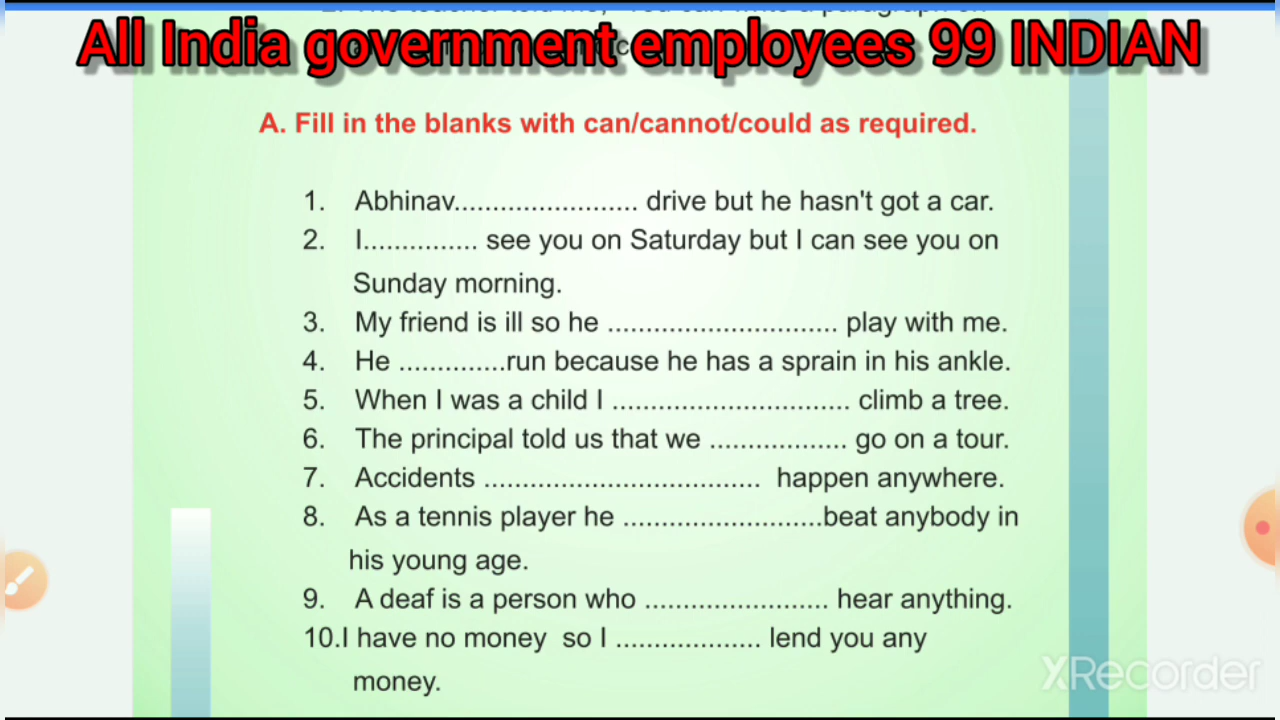 All India government employees 99 INDIAN
A. Fill in the blanks with can/cannot/could as required.
1. Abhinav........................ drive but he hasn't got a car.
2. I............... see you on Saturday but I can see you on
Sunday morning.
3. My friend is ill so he .............................. play with me.
4. He ..............run because he has a sprain in his ankle.
5. When I was a child I ............................... climb a tree.
6. The principal told us that we .................. go on a tour.
7. Accidents .................................... happen anywhere.
8. As a tennis player he ..........................beat anybody in
his young age.
9. A deaf is a person who ........................ hear anything.
10.I have no money so I ................... lend you any
money.
XRecorder